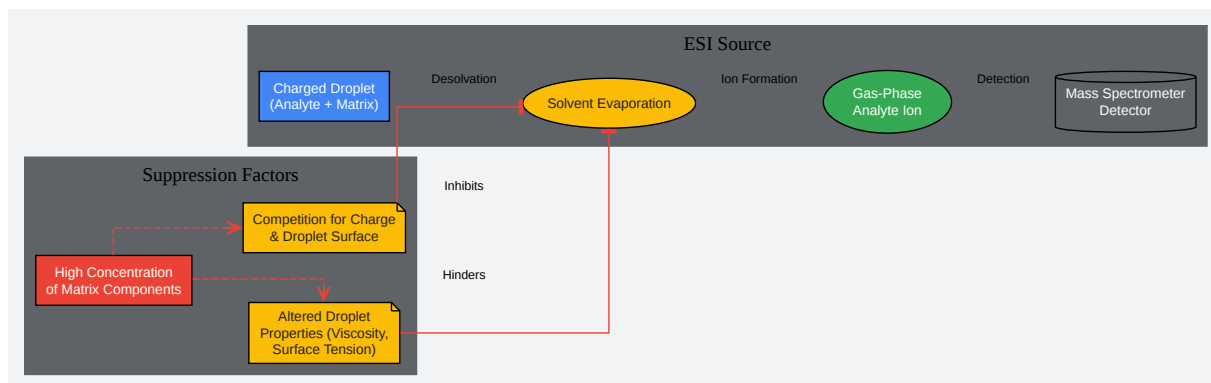 ESI Source
Charged Droplet
(Analyte + Matrix)
Desolvation
Solvent Evaporation
Ion Formation
Gas-Phase
Analyte Ion
Detection
Mass Spectrometer
Detector
Suppression Factors
Inhibits
Competition for Charge
& Droplet Surface
High Concentration
of Matrix Components
Hinders
Altered Droplet
Properties (Viscosity,
Surface Tension)